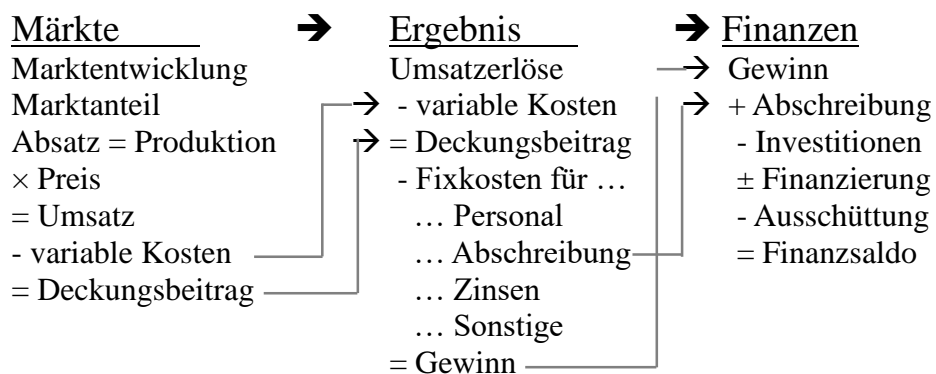 Märkte ➔ Ergebnis ➔ Finanzen
Marktentwicklung
Marktanteil
Absatz = Produktion
× Preis
= Umsatz
- variable Kosten
= Deckungsbeitrag
Umsatzerlöse
- variable Kosten
= Deckungsbeitrag
- Fixkosten für …
… Personal
… Abschreibung
… Zinsen
… Sonstige
= Gewinn
Gewinn
+ Abschreibung
- Investitionen
± Finanzierung
- Ausschüttung
= Finanzsaldo